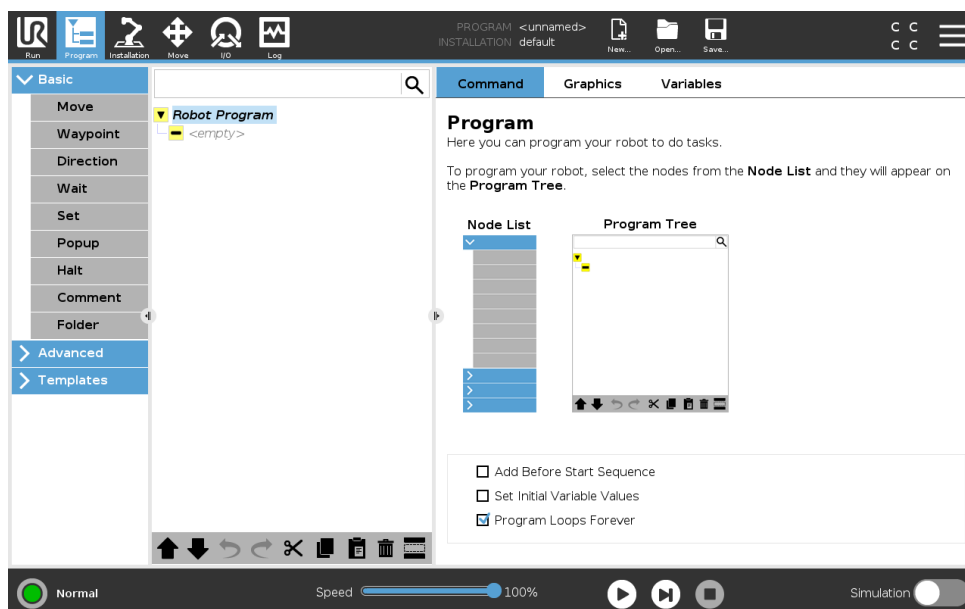 UR
PROGRAM <unnamed>
INSTALLATION default
Run
Program
Installation
Move
I/O
Log
New...
Open...
Save...
C C
C C
Basic
Move
Waypoint
Direction
Wait
Set
Popup
Halt
Comment
Folder
Advanced
Templates
Robot Program
<empty>
Command
Graphics
Variables
Program
Here you can program your robot to do tasks.
To program your robot, select the nodes from the Node List and they will appear on
the Program Tree.
Node List
Program Tree
Add Before Start Sequence
Set Initial Variable Values
Program Loops Forever
Normal
Speed
100%
Simulation